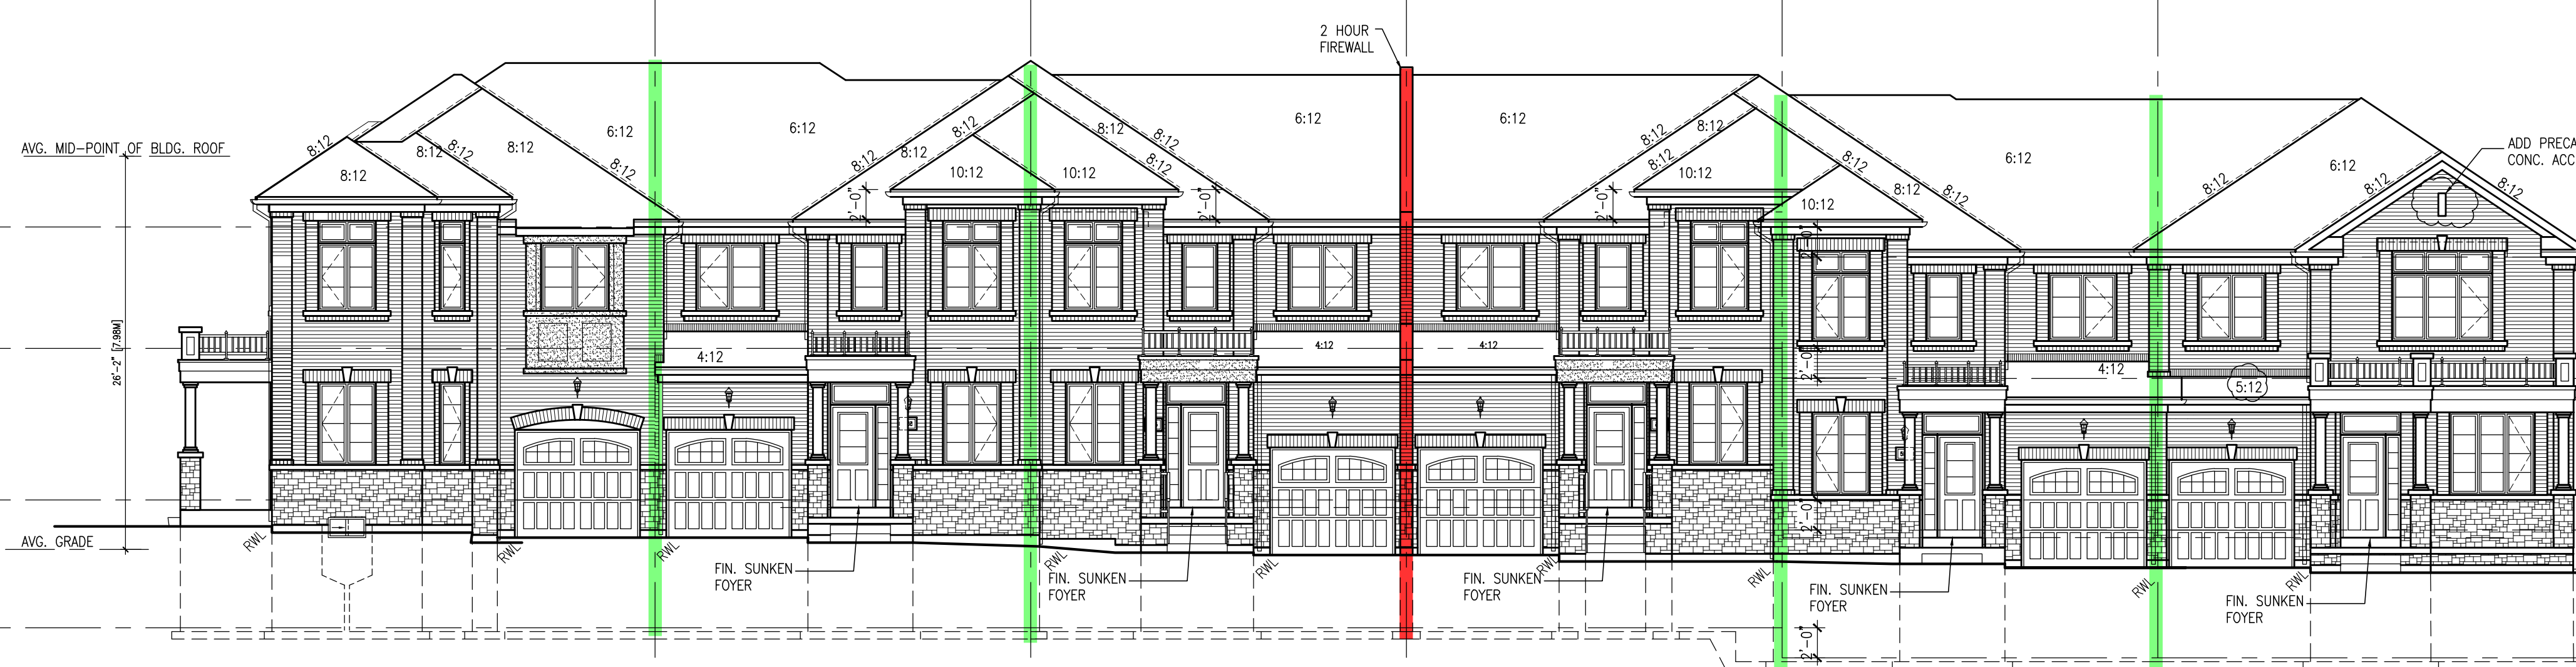 2 HOUR
FIREWALL
AVG. MID-POINT OF BLDG. ROOF
8:12
8:12
8:12
8:12
8:12
8:12
6:12
6:12
8:12
8:12
8:12
8:12
8:12
8:12
10:12
10:12
2'-0"
2'-0"
6:12
6:12
8:12
8:12
8:12
8:12
8:12
8:12
10:12
10:12
2'-0"
6:12
8:12
6:12
8:12
8:12
ADD PRECA
CONC. ACC
2'-0"
26'-2" [7.98M]
4:12
4:12
4:12
2'-0"
4:12
5:12
2'-0"
AVG. GRADE
RWL
RWL
RWL
RWL
RWL
RWL
RWL
RWL
RWL
FIN. SUNKEN
FOYER
FIN. SUNKEN
FOYER
FIN. SUNKEN
FOYER
FIN. SUNKEN
FOYER
FIN. SUNKEN
FOYER
2'-0"